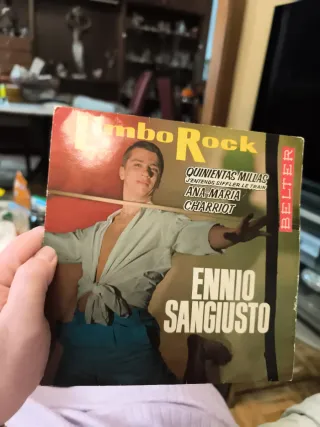 Limbo Rock
QUINIENTAS MILLAS
J'ENTENDS SIFFLER LE TRAIN
ANA-MARIA
CHARRIOT
BELTER
ENNIO
SANGIUSTO